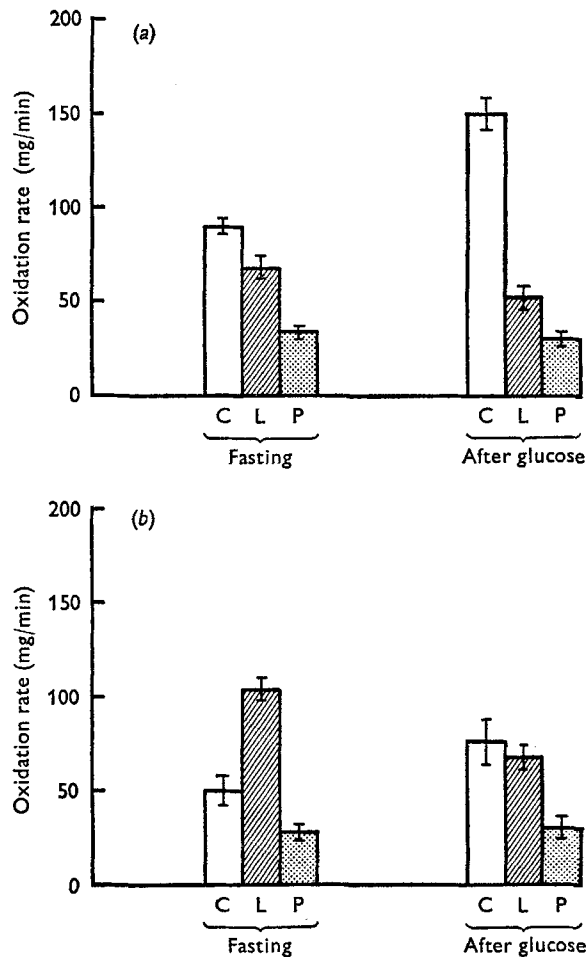 (a)
Oxidation rate (mg/min)
200
150
100
50
0
C L P C L P
Fasting After glucose
(b)
Oxidation rate (mg/min)
200
150
100
50
0
C L P C L P
Fasting After glucose